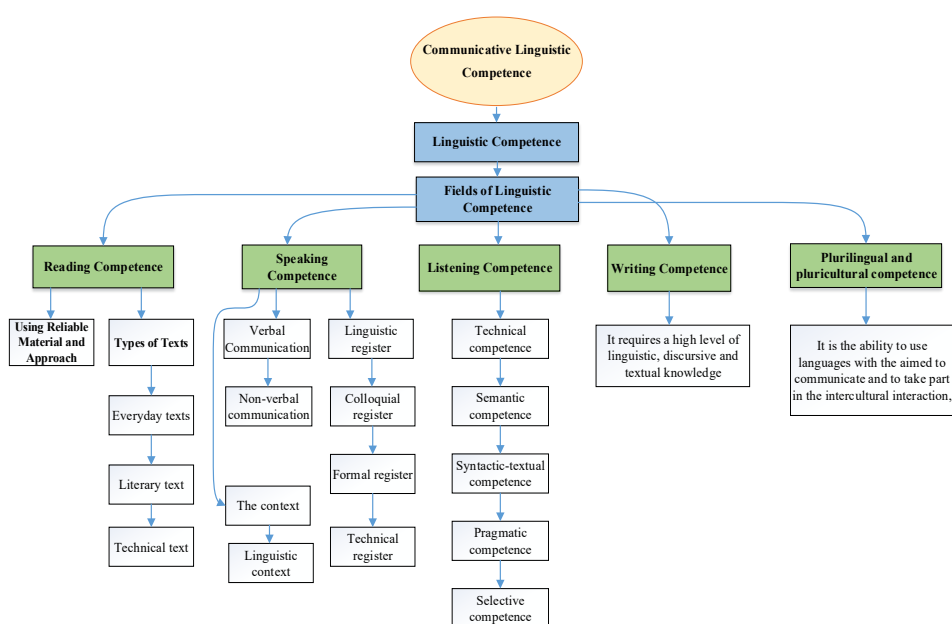 Communicative Linguistic
Competence
Linguistic Competence
Fields of Linguistic
Competence
Reading Competence
Speaking
Competence
Listening Competence
Writing Competence
Plurilingual and
pluricultural competence
Using Reliable
Material and
Approach
Types of Texts
Everyday texts
Literary text
Technical text
Verbal
Communication
Non-verbal
communication
The context
Linguistic
context
Linguistic
register
Colloquial
register
Formal register
Technical
register
Technical
competence
Semantic
competence
Syntactic-textual
competence
Pragmatic
competence
Selective
competence
It requires a high level of
linguistic, discursive and
textual knowledge
It is the ability to use
languages with the aimed to
communicate and to take part
in the intercultural interaction,